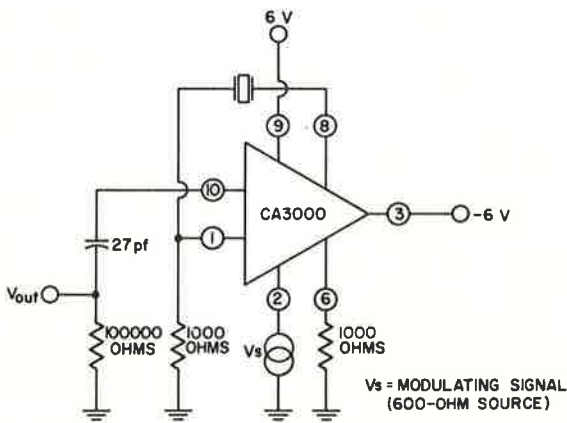 6 V
9
8
10
CA3000
3
-6 V
1
27pf
Vout
2
6
100000
OHMS
1000
OHMS
Vs
1000
OHMS
Vs = MODULATING SIGNAL
(600-OHM SOURCE)